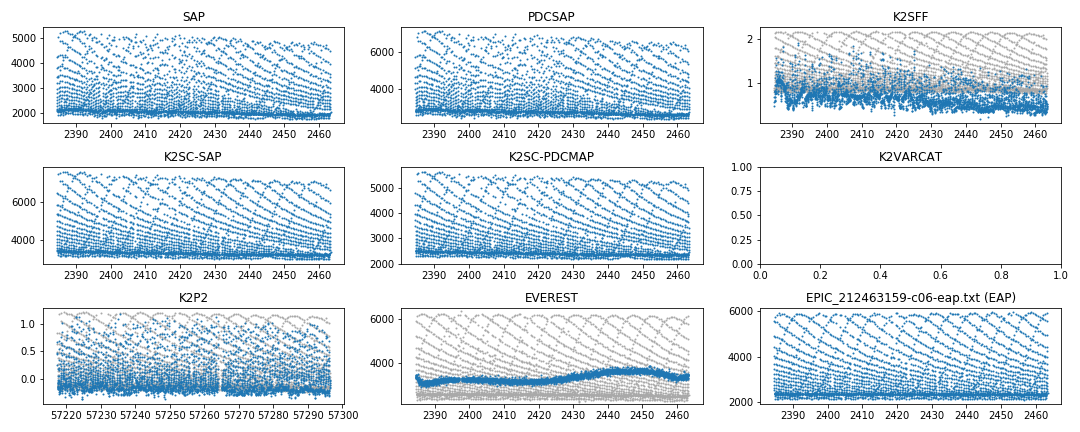 SAP PDCSAP K2SFF
5000
4000
3000
2000
2390 2400 2410 2420 2430 2440 2450 2460
6000
4000
2390 2400 2410 2420 2430 2440 2450 2460
2
1
2390 2400 2410 2420 2430 2440 2450 2460
K2SC-SAP K2SC-PDCMAP K2VARCAT
6000
4000
2390 2400 2410 2420 2430 2440 2450 2460
5000
4000
3000
2000
2390 2400 2410 2420 2430 2440 2450 2460
1.00
0.75
0.50
0.25
0.00
0.0 0.2 0.4 0.6 0.8 1.0
K2P2 EVEREST EPIC_212463159-c06-eap.txt (EAP)
1.0
0.5
0.0
57220 57230 57240 57250 57260 57270 57280 57290 57300
6000
4000
2390 2400 2410 2420 2430 2440 2450 2460
6000
4000
2000
2390 2400 2410 2420 2430 2440 2450 2460